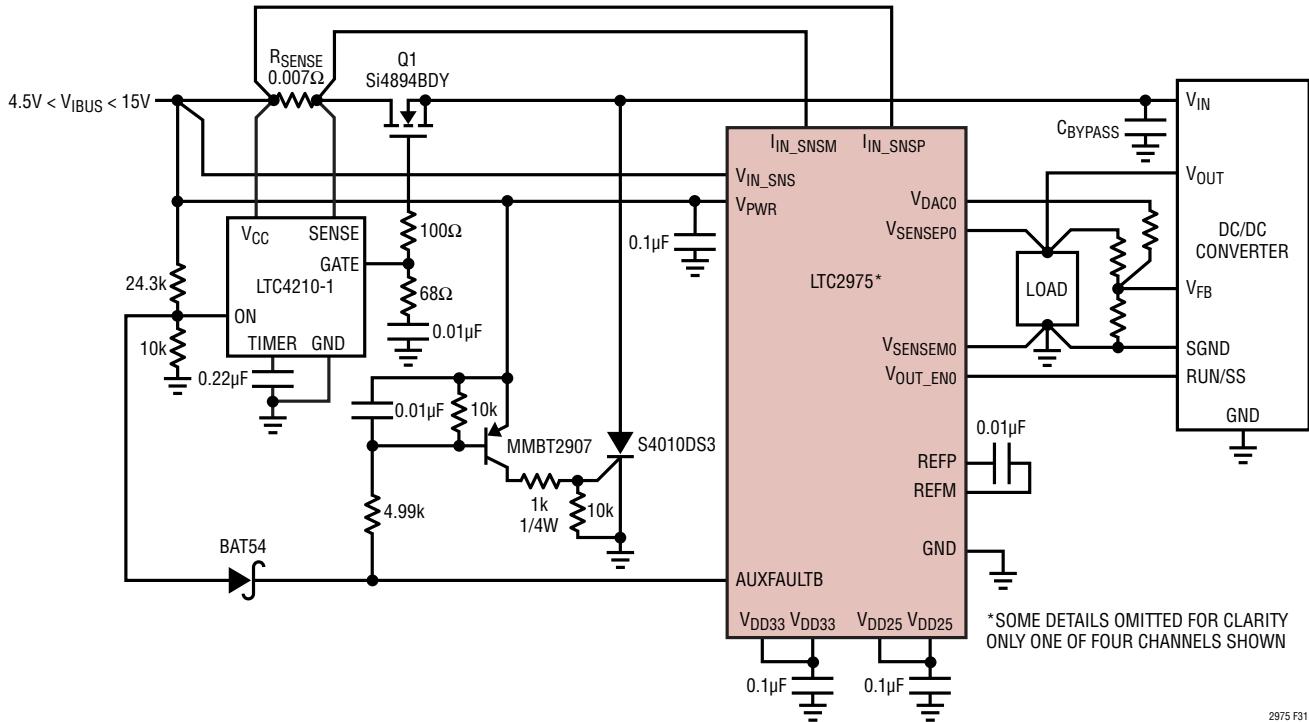 4.5V < VIBUS < 15V
RSENSE
0.007Ω
Q1
Si4894BDY
VCC
SENSE
GATE
LTC4210-1
ON
TIMER
GND
24.3k
10k
0.22µF
100Ω
68Ω
0.01µF
0.1µF
0.01µF
10k
MMBT2907
S4010DS3
1k
1/4W
10k
4.99k
BAT54
IIN_SNSM
IIN_SNSP
VIN_SNS
VPWR
VDAC0
VSENSEP0
LTC2975*
VSENSEM0
VOUT_EN0
REFP
REFM
GND
AUXFAULTB
VDD33
VDD33
VDD25
VDD25
0.1µF
0.1µF
0.01µF
LOAD
CBYPASS
VIN
VOUT
DC/DC
CONVERTER
VFB
SGND
RUN/SS
GND
*SOME DETAILS OMITTED FOR CLARITY
ONLY ONE OF FOUR CHANNELS SHOWN
2975 F31